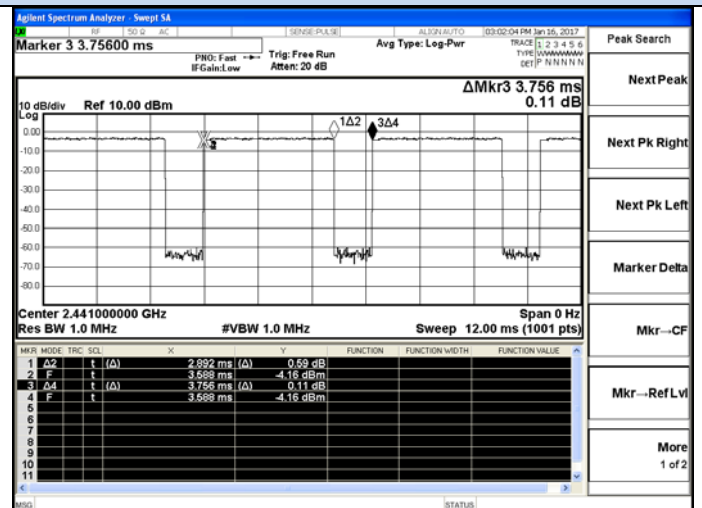 Agilent Spectrum Analyzer - Swept SA
RF 50 Ω AC SENSE:PULSE ALIGN AUTO 03:02:04 PM Jan 16, 2017
Marker 3 3.75600 ms
PNO: Fast
IFGain:Low
Trig: Free Run
Atten: 20 dB
Avg Type: Log-Pwr
TRACE 1 2 3 4 5 6
TYPE
DET P N N N N N
Peak Search
Next Peak
Next Pk Right
Next Pk Left
Marker Delta
Mkr→CF
Mkr→Ref Lvl
More
1 of 2
ΔMkr3 3.756 ms
0.11 dB
10 dB/div Ref 10.00 dBm
Log
1Δ2 3Δ4
0.00
-10.0
-20.0
-30.0
-40.0
-50.0
-60.0
-70.0
-80.0
Center 2.441000000 GHz Span 0 Hz
Res BW 1.0 MHz #VBW 1.0 MHz Sweep 12.00 ms (1001 pts)
MKR MODE TRC SCL X Y FUNCTION FUNCTION WIDTH FUNCTION VALUE
1 Δ2 t (Δ) 2.892 ms (Δ) 0.59 dB
2 F t 3.588 ms -4.16 dBm
3 Δ4 t (Δ) 3.756 ms (Δ) 0.11 dB
4 F t 3.588 ms -4.16 dBm
5
6
7
8
9
10
11
MSG STATUS